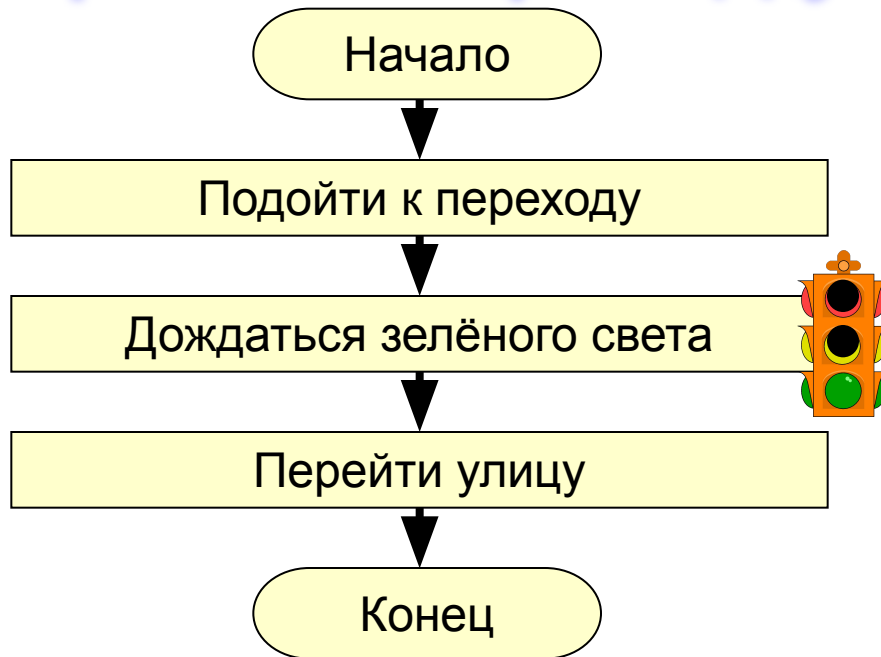 Начало
Подойти к переходу
Дождаться зелёного света
Перейти улицу
Конец